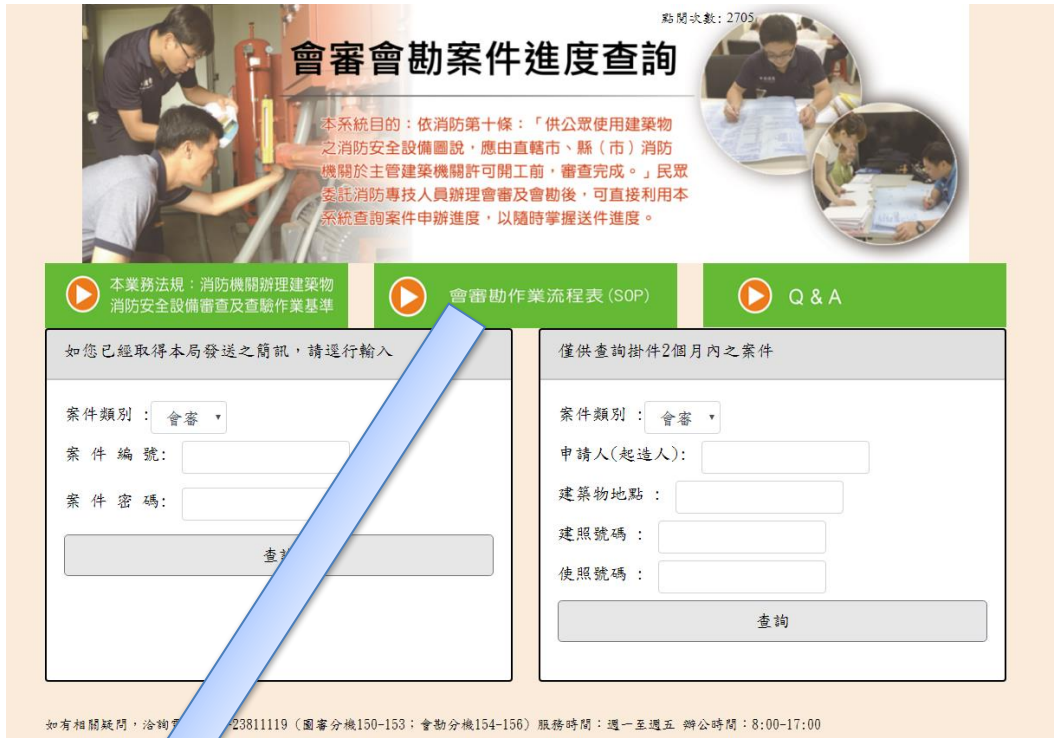 點閱次數: 2705
會審會勘案件進度查詢
本系統目的：依消防第十條：「供公眾使用建築物
之消防安全設備圖說，應由直轄市、縣（市）消防
機關於主管建築機關許可開工前，審查完成。」民眾
委託消防專技人員辦理會審及會勘後，可直接利用本
系統查詢案件申辦進度，以隨時掌握送件進度。
本業務法規：消防機關辦理建築物
消防安全設備審查及查驗作業基準
會審勘作業流程表(SOP)
Q & A
如您已經取得本局發送之簡訊，請逕行輸入
案件類別 : 會審
案 件 編 號:
案 件 密 碼:
查
僅供查詢掛件2個月內之案件
案件類別 : 會審
申請人(起造人):
建築物地點 :
建照號碼 :
使照號碼 :
查詢
如有相關疑問，洽詢 -23811119（圖審分機150-153；會勘分機154-156）服務時間：週一至週五 辦公時間：8:00-17:00